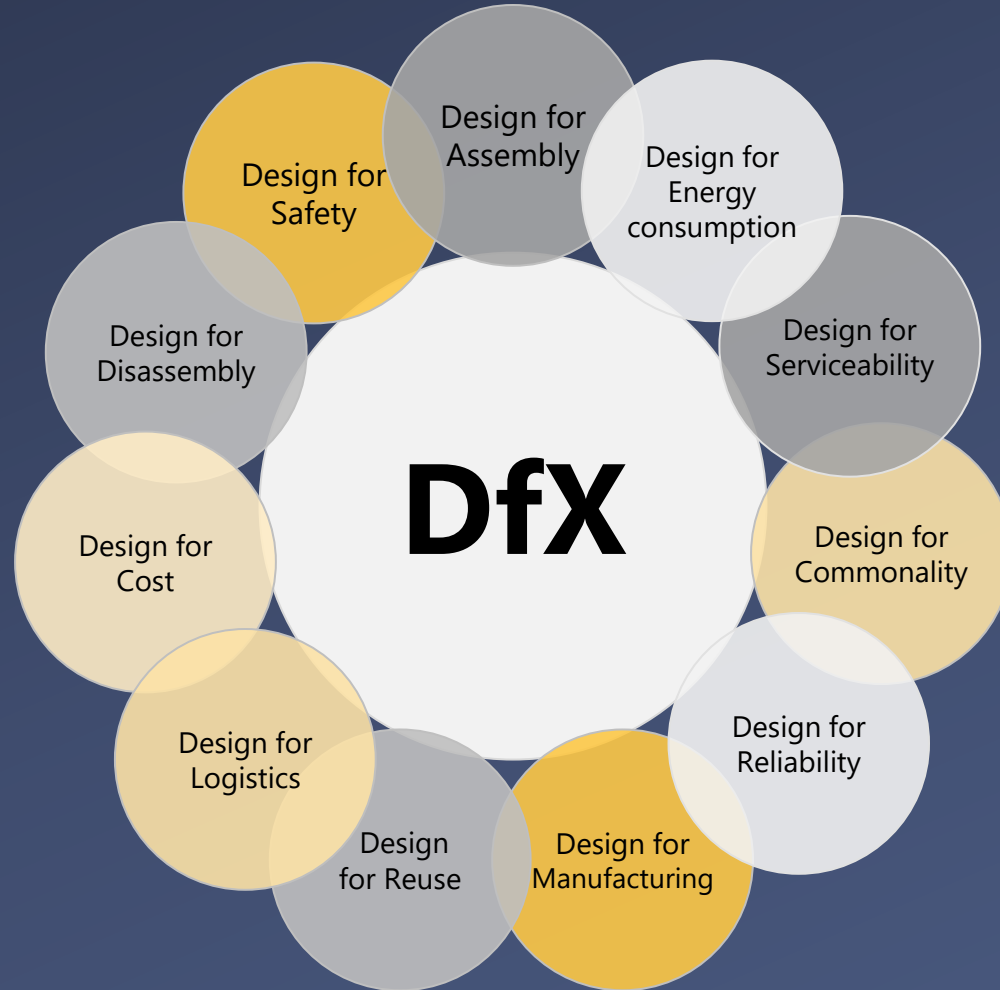 Design for
Assembly
Design for
Energy
consumption
Design for
Serviceability
Design for
Commonality
Design for
Reliability
Design for
Manufacturing
Design
for Reuse
Design for
Logistics
Design for
Cost
Design for
Disassembly
Design for
Safety
DfX